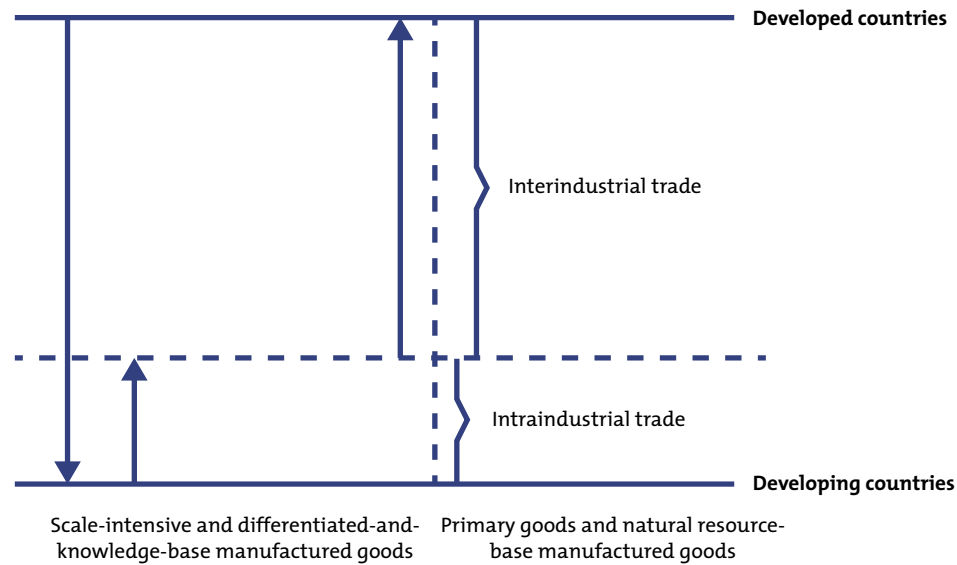 Developed countries
Interindustrial trade
Intraindustrial trade
Developing countries
Scale-intensive and differentiated-and-
knowledge-base manufactured goods
Primary goods and natural resource-
base manufactured goods